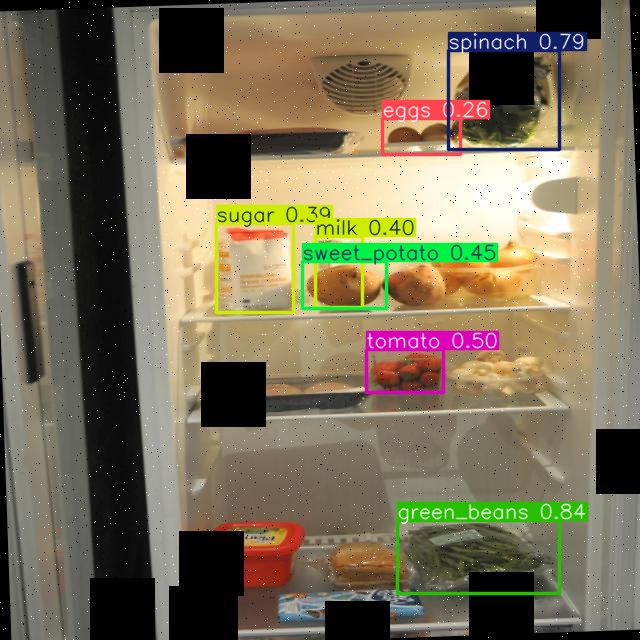 spinach 0.79
eggs 0.26
sugar 0.39
milk 0.40
sweet_potato 0.45
tomato 0.50
green_beans 0.84